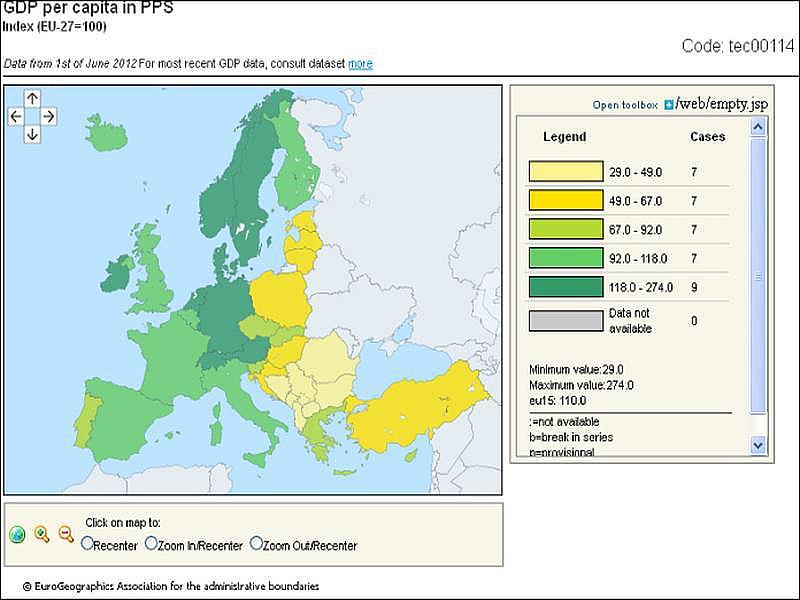 GDP per capita in PPS
Index (EU-27=100)
Code: tec00114
Data from 1st of June 2012 For most recent GDP data, consult dataset more
Open toolbox /web/empty.jsp
Legend Cases
29.0 - 49.0 7
49.0 - 67.0 7
67.0 - 92.0 7
92.0 - 118.0 7
118.0 - 274.0 9
Data not
available 0
Minimum value:29.0
Maximum value:274.0
eu15: 110.0
:=not available
b=break in series
p=provisional
Click on map to:
Recenter Zoom In/Recenter Zoom Out/Recenter
© EuroGeographics Association for the administrative boundaries